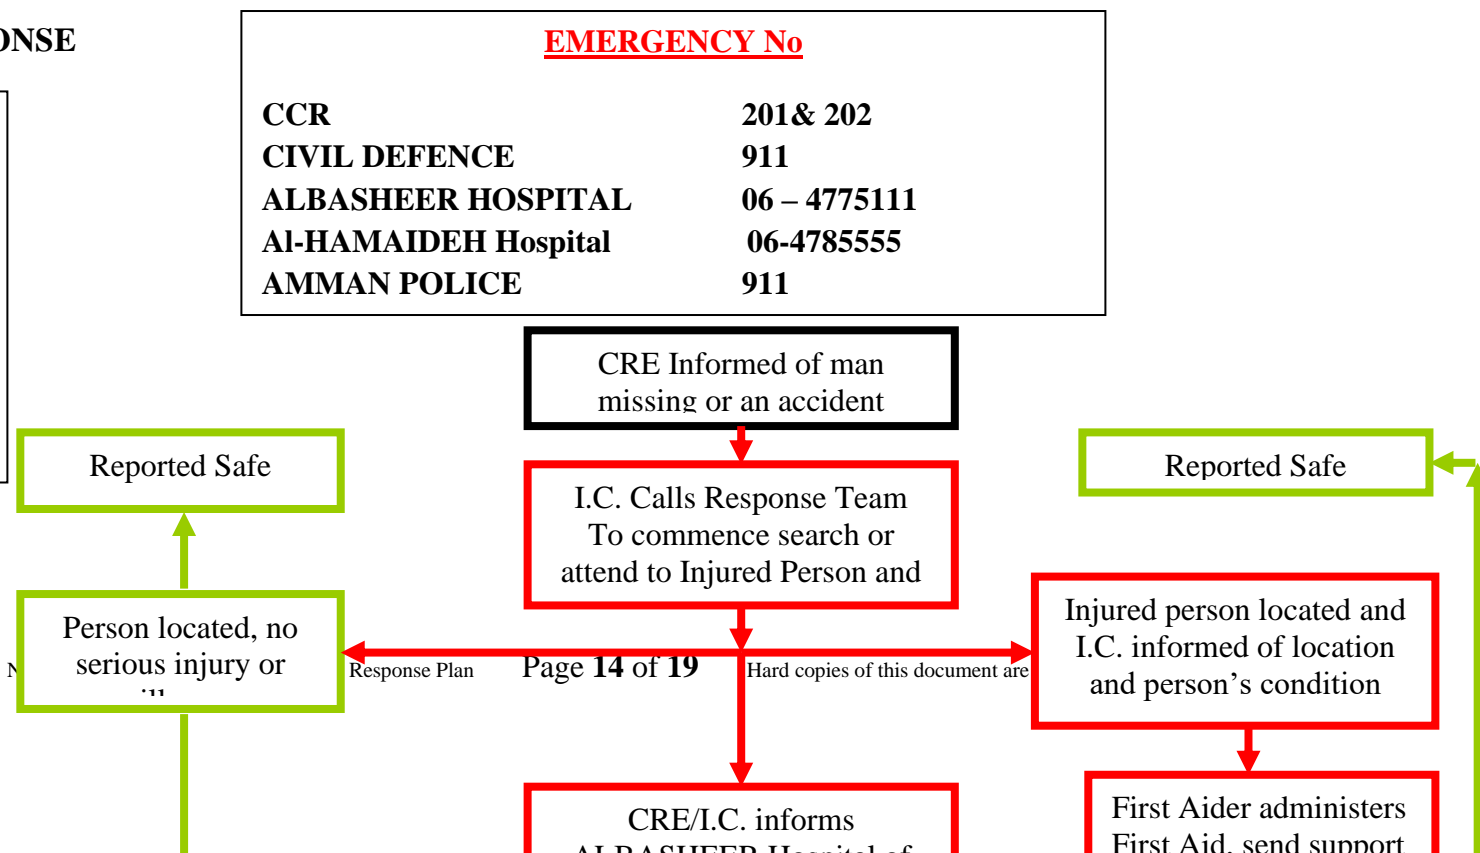 EMERGENCY No
CCR 201& 202
CIVIL DEFENCE 911
ALBASHEER HOSPITAL 06 – 4775111
Al-HAMAIDEH Hospital 06-4785555
AMMAN POLICE 911
CRE Informed of man
missing or an accident
Reported Safe
Reported Safe
I.C. Calls Response Team
To commence search or
attend to Injured Person and
Person located, no
serious injury or
Injured person located and
I.C. informed of location
and person’s condition
Response Plan Page 14 of 19 Hard copies of this document are
CRE/I.C. informs
ALBASHEER Hospital of
First Aider administers
First Aid, send support